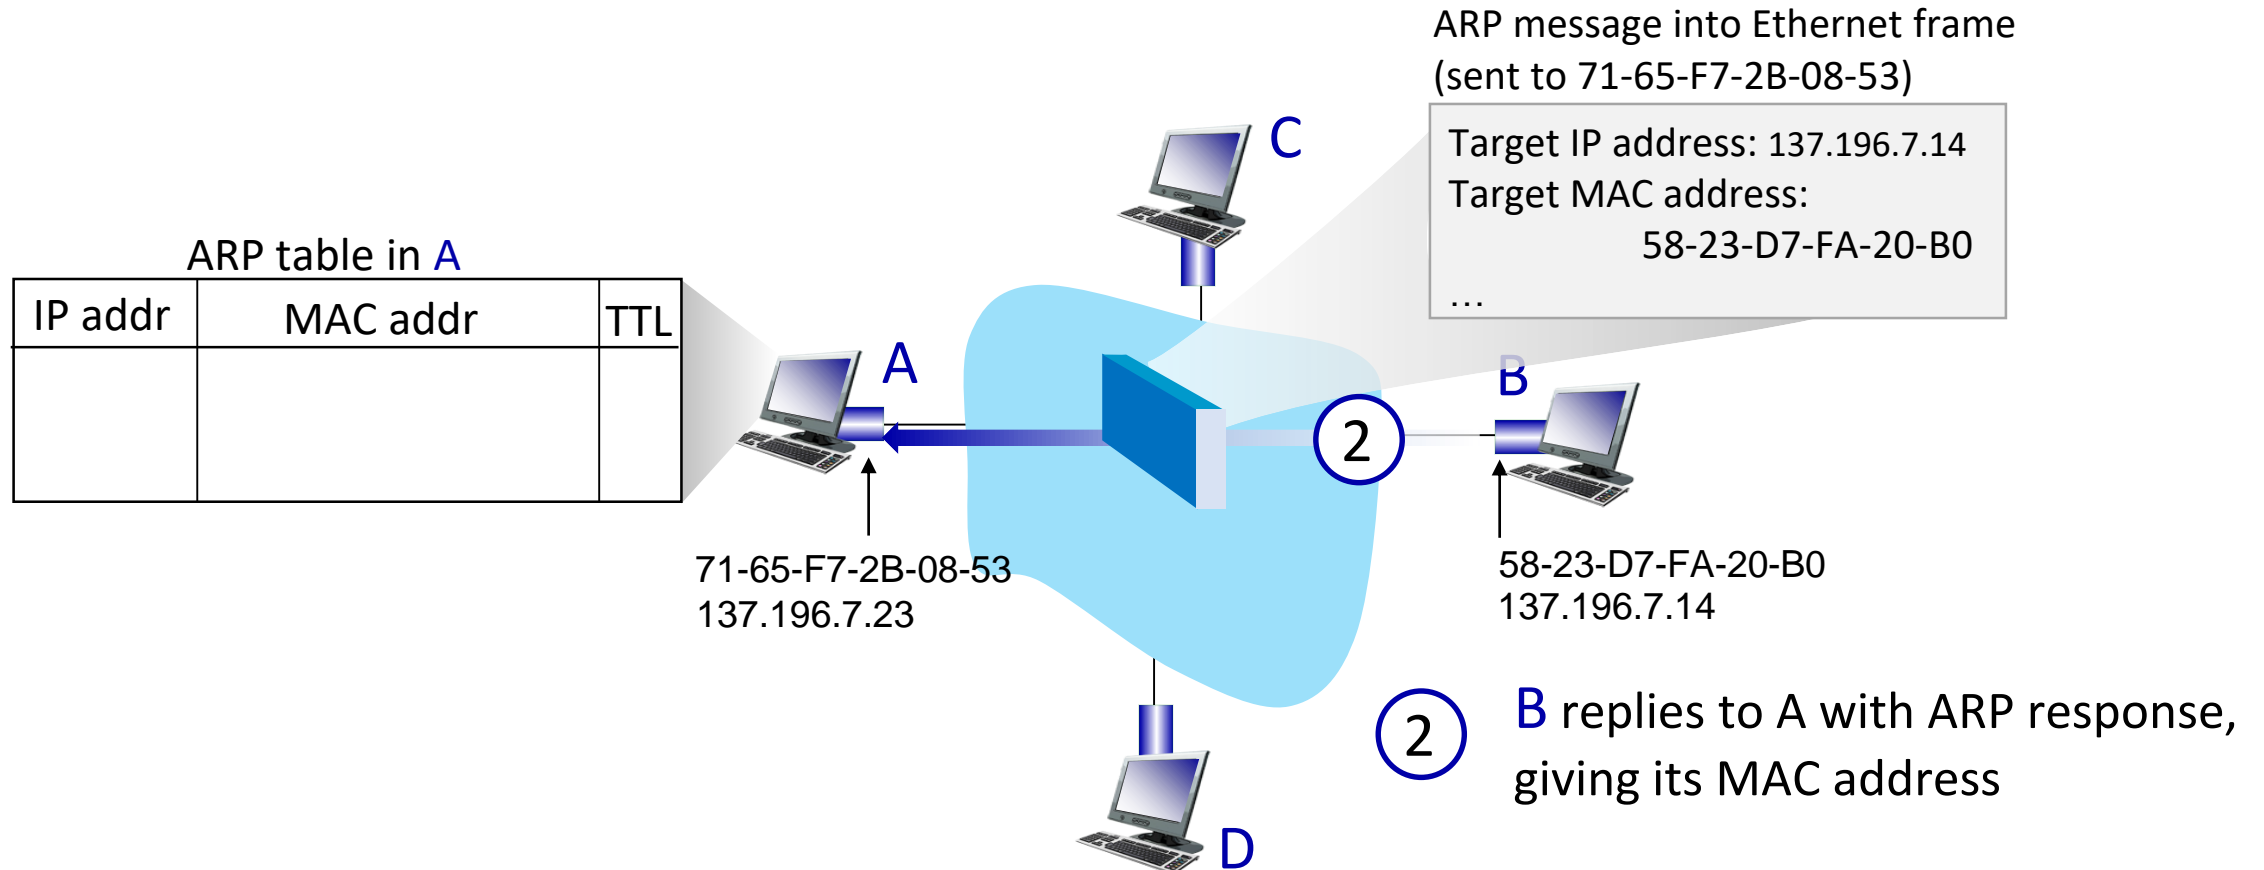 ARP message into Ethernet frame
(sent to 71-65-F7-2B-08-53)
Target IP address: 137.196.7.14
Target MAC address:
58-23-D7-FA-20-B0
…
C
ARP table in A
IP addr MAC addr TTL
A
B
2
71-65-F7-2B-08-53
137.196.7.23
58-23-D7-FA-20-B0
137.196.7.14
2 B replies to A with ARP response,
giving its MAC address
D